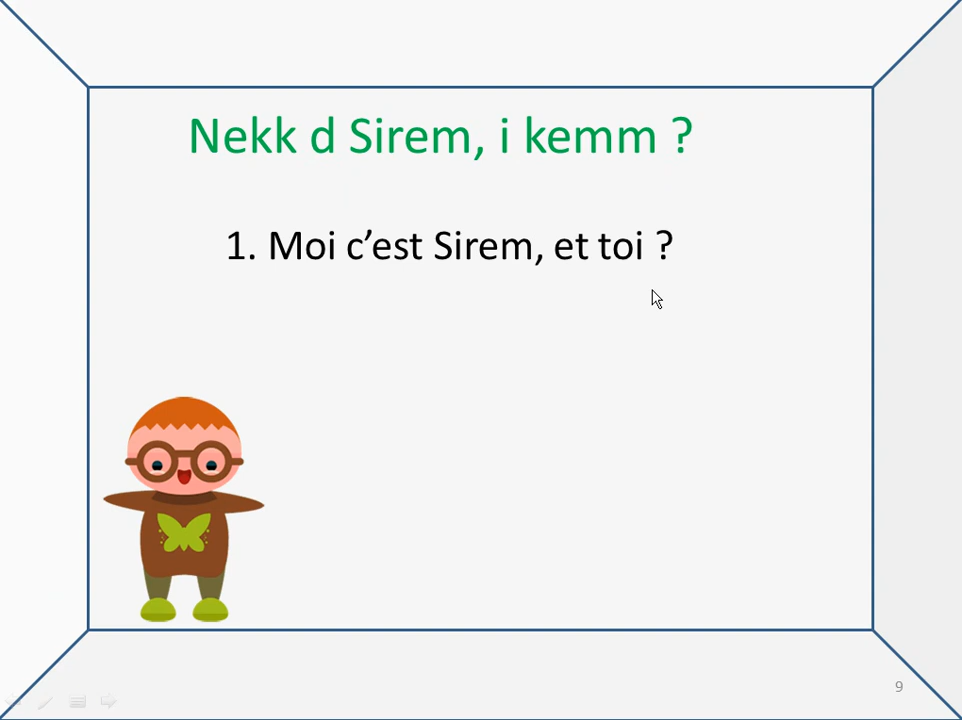 Nekk d Sirem, i kemm ?
1. Moi c’est Sirem, et toi ?
9